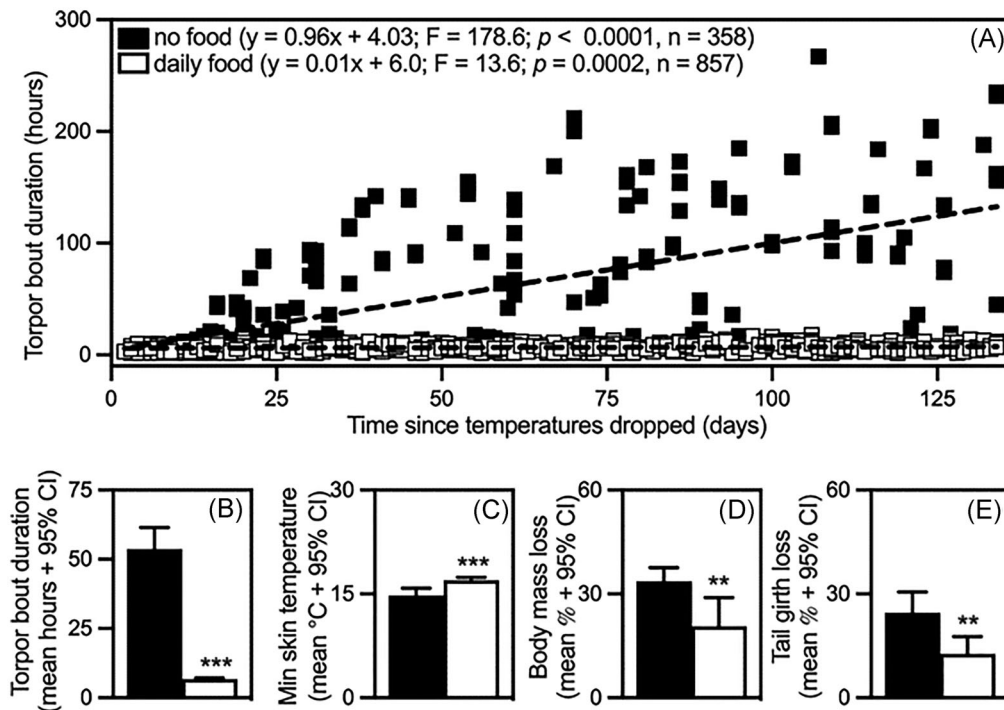 300
(A)
no food (y = 0.96x + 4.03; F = 178.6; p < 0.0001, n = 358)
daily food (y = 0.01x + 6.0; F = 13.6; p = 0.0002, n = 857)
200
100
0
Torpor bout duration (hours)
0 25 50 75 100 125
Time since temperatures dropped (days)
(B)
Torpor bout duration
(mean hours + 95% CI)
75
50
25
0
***
(C)
Min skin temperature
(mean °C + 95% CI)
30
15
0
***
(D)
Body mass loss
(mean % + 95% CI)
60
30
0
**
(E)
Tail girth loss
(mean % + 95% CI)
60
30
0
**